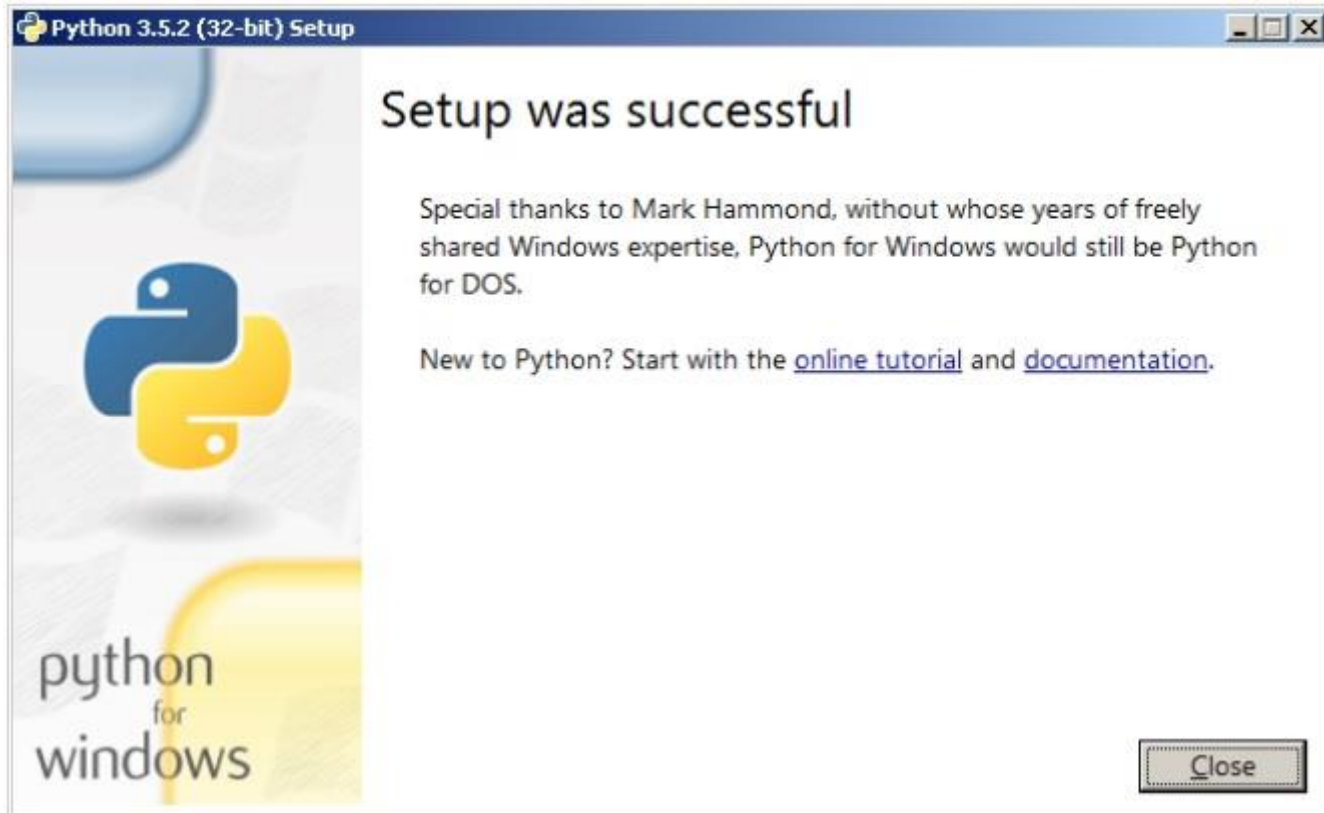 Python 3.5.2 (32-bit) Setup
Setup was successful
Special thanks to Mark Hammond, without whose years of freely
shared Windows expertise, Python for Windows would still be Python
for DOS.
New to Python? Start with the online tutorial and documentation.
python
for
windows
Close